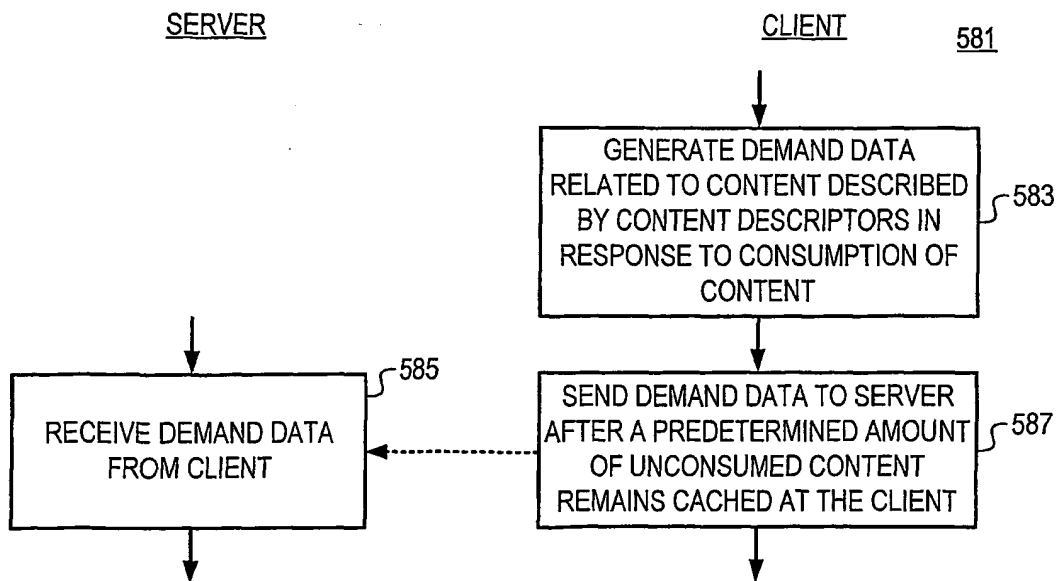 SERVER
CLIENT
581
GENERATE DEMAND DATA
RELATED TO CONTENT DESCRIBED
BY CONTENT DESCRIPTORS IN
RESPONSE TO CONSUMPTION OF
CONTENT
583
585
RECEIVE DEMAND DATA
FROM CLIENT
SEND DEMAND DATA TO SERVER
AFTER A PREDETERMINED AMOUNT
OF UNCONSUMED CONTENT
REMAINS CACHED AT THE CLIENT
587